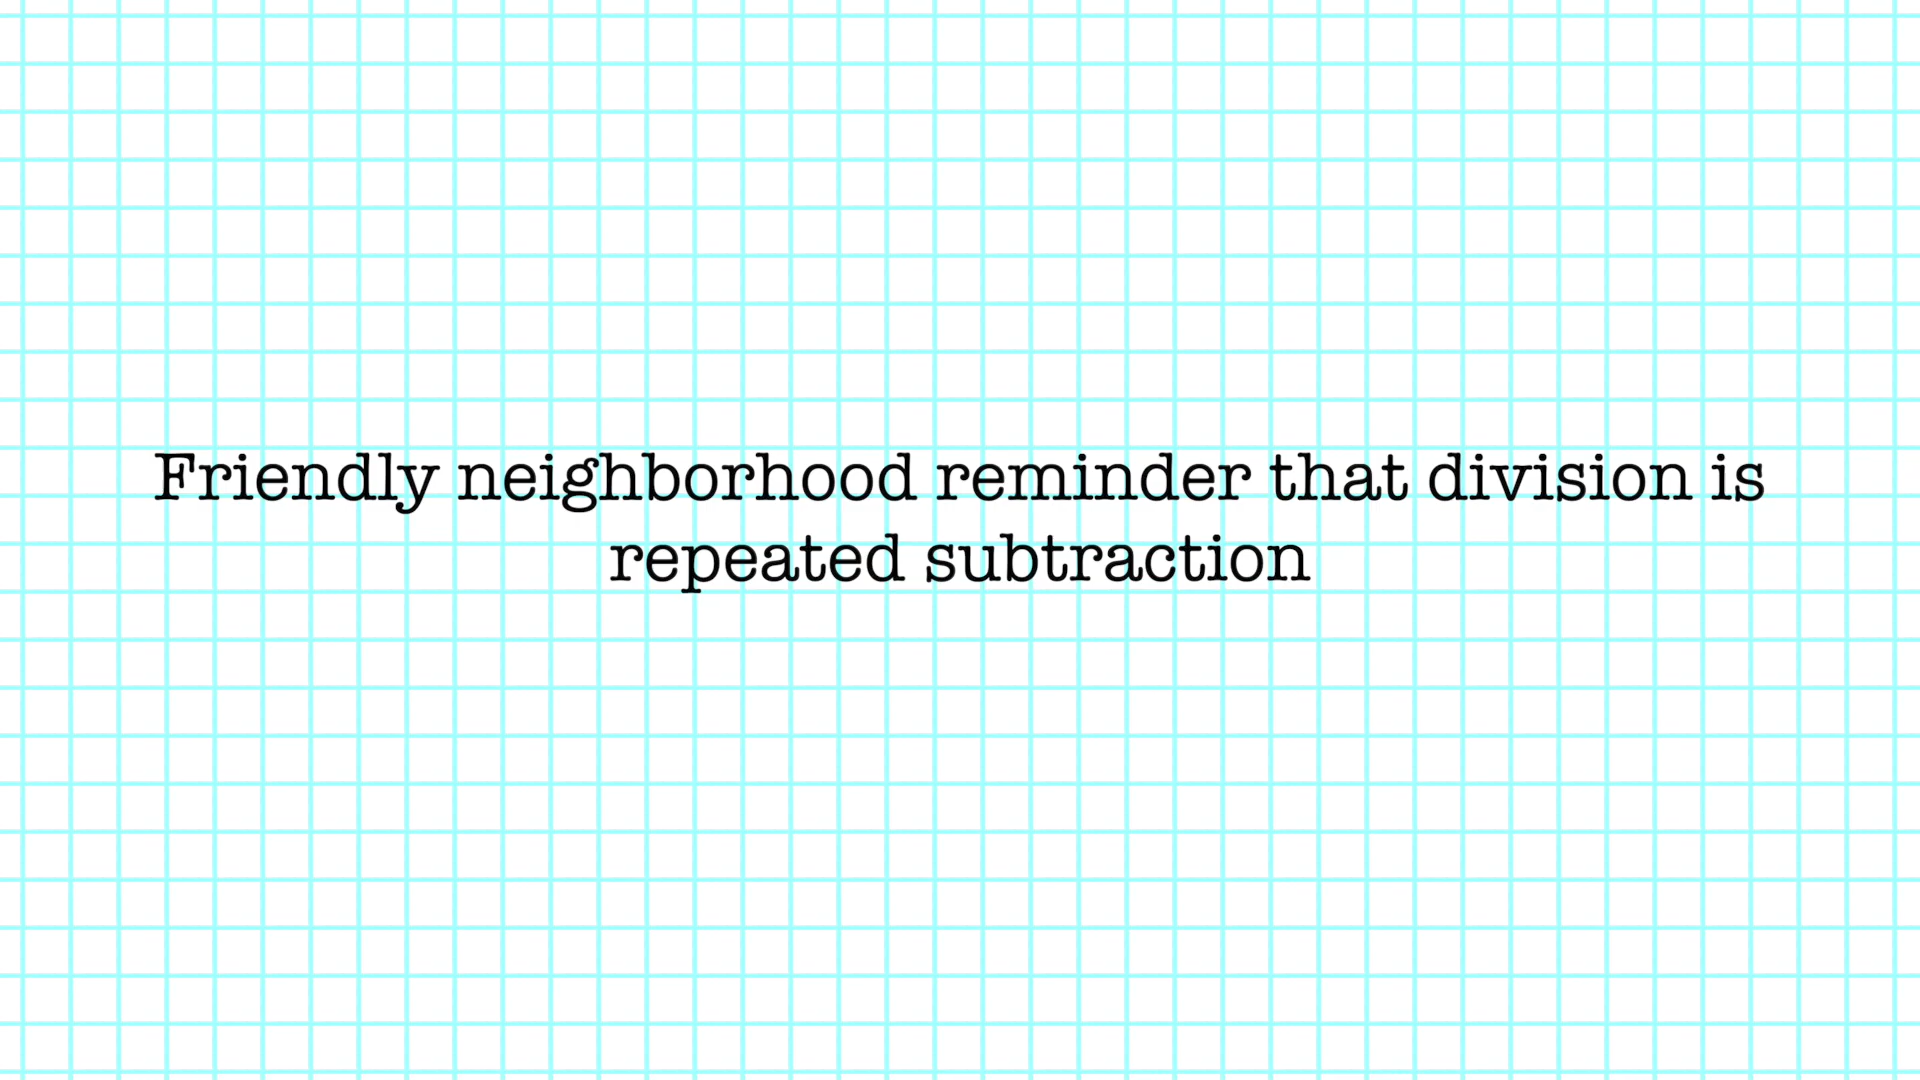 Friendly neighborhood reminder that division is
repeated subtraction